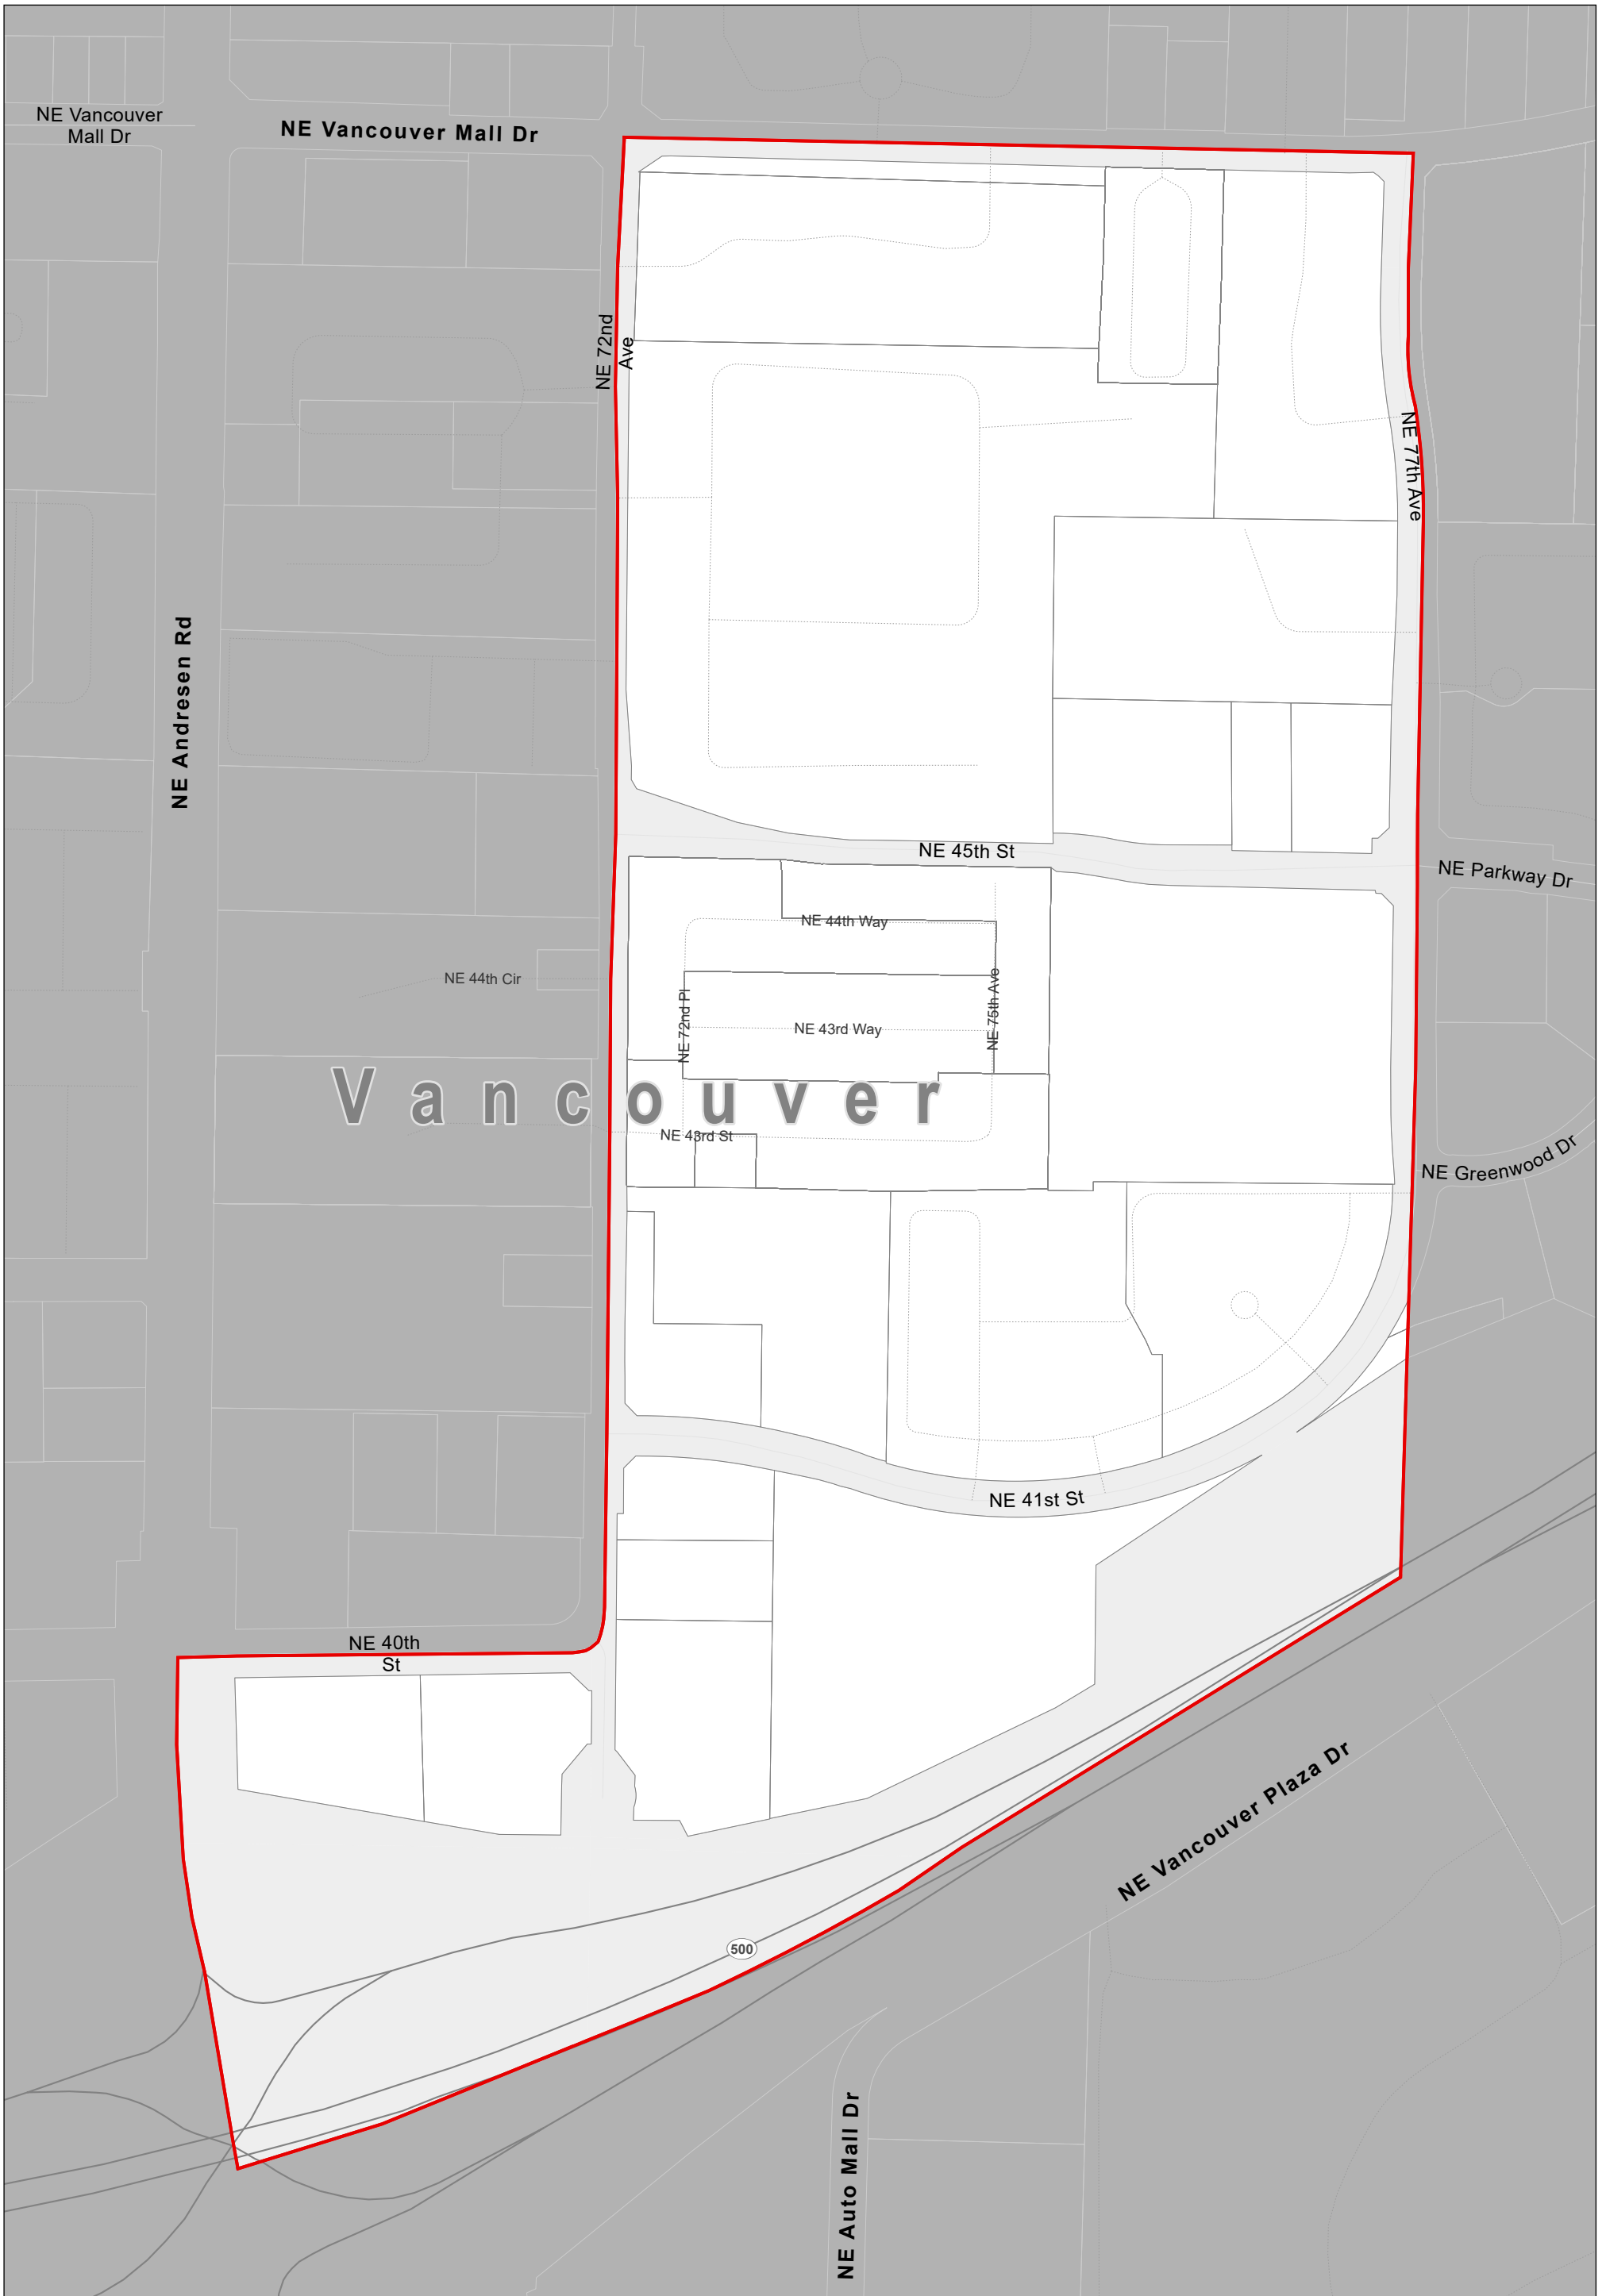 NE Vancouver
Mall Dr
NE Vancouver Mall Dr
NE 72nd
Ave
NE 77th Ave
NE Andresen Rd
NE 45th St
NE Parkway Dr
NE 44th Way
NE 44th Cir
NE 72nd Pl
NE 75th Ave
NE 43rd Way
Vancouver
NE 43rd St
NE Greenwood Dr
NE 41st St
NE 40th
St
NE Vancouver Plaza Dr
500
NE Auto Mall Dr